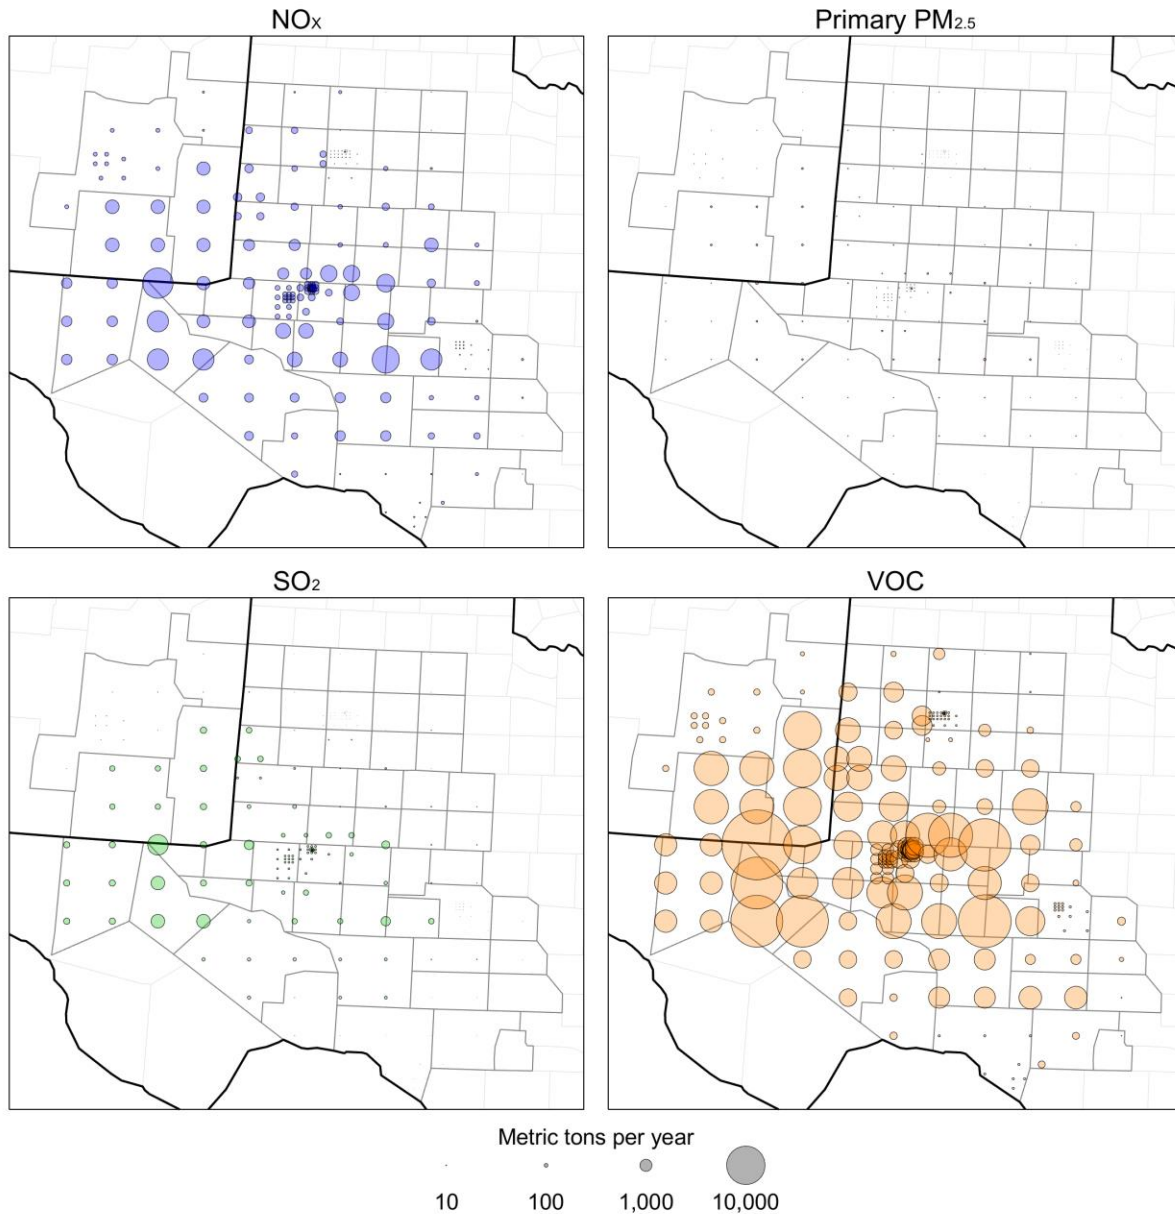 NOX
Primary PM2.5
SO2
VOC
Metric tons per year
10 100 1,000 10,000